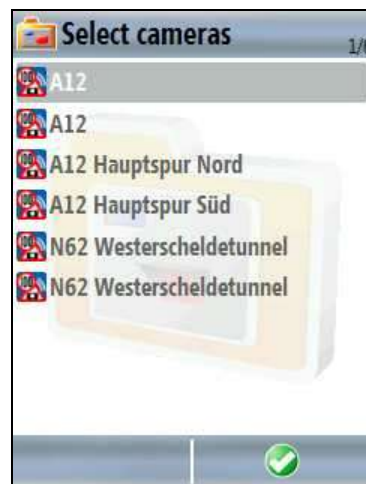 Select cameras
A12
A12
A12 Hauptspur Nord
A12 Hauptspur Süd
N62 Westerscheldetunnel
N62 Westerscheldetunnel